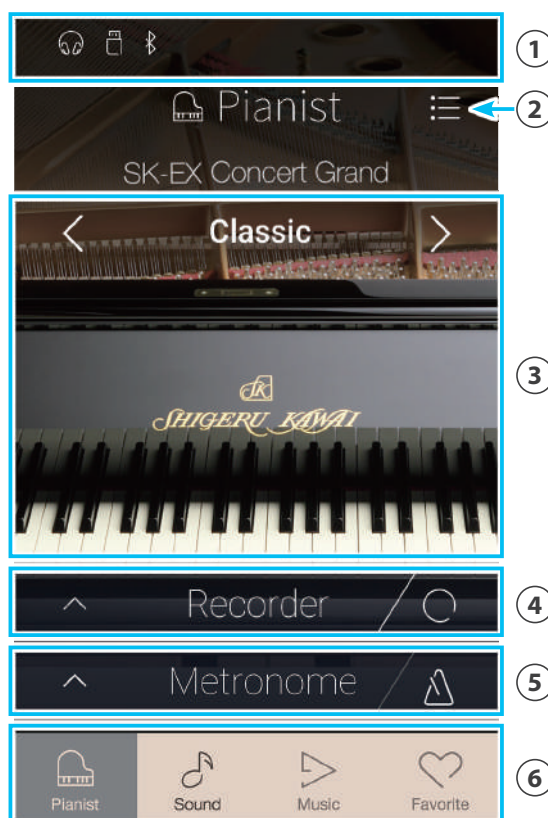 1
Pianist
2
SK-EX Concert Grand
Classic
SK
SHIGERU KAWAI
3
Recorder
4
Metronome
5
Pianist Sound Music Favorite
6